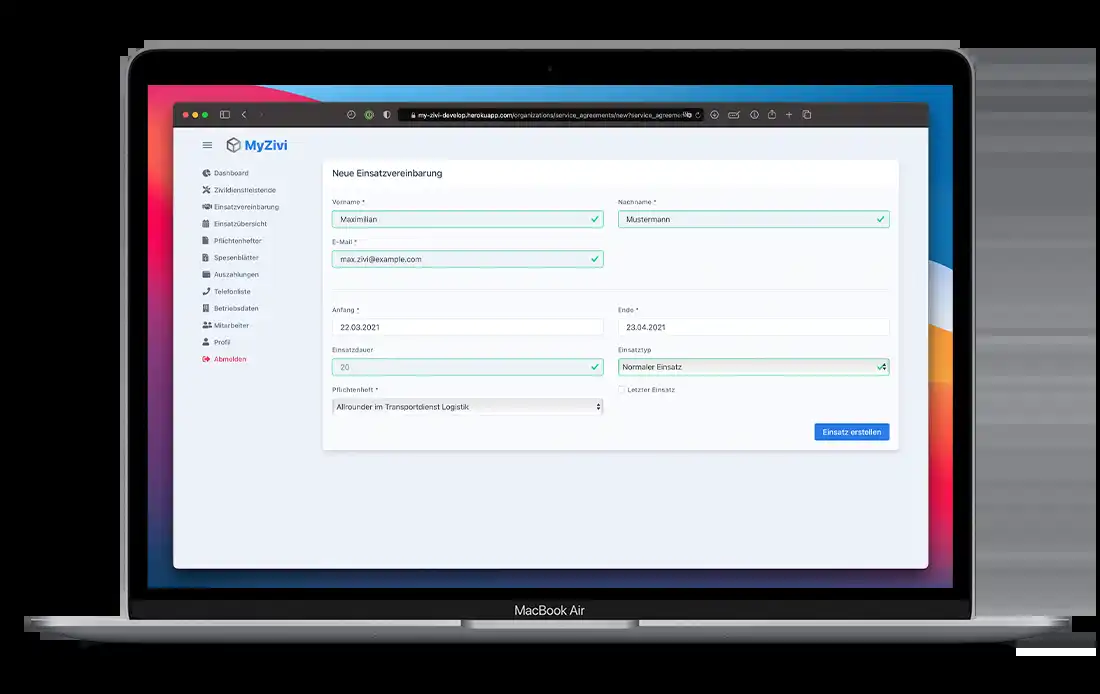 my-zivi-develop.herokuapp.com/organizations/service_agreements/new?service_agreeme
MyZivi
Dashboard
Zivildienstleistende
Einsatzvereinbarung
Einsatzübersicht
Pflichtenhefter
Spesenblätter
Auszahlungen
Telefonliste
Betriebsdaten
Mitarbeiter
Profil
Abmelden
Neue Einsatzvereinbarung
Vorname * Nachname *
Maximilian Mustermann
E-Mail *
max.zivi@example.com
Anfang * Ende *
22.03.2021 23.04.2021
Einsatzdauer Einsatztyp
20 Normaler Einsatz
Pflichtenheft * Letzter Einsatz
Allrounder im Transportdienst Logistik
Einsatz erstellen
MacBook Air